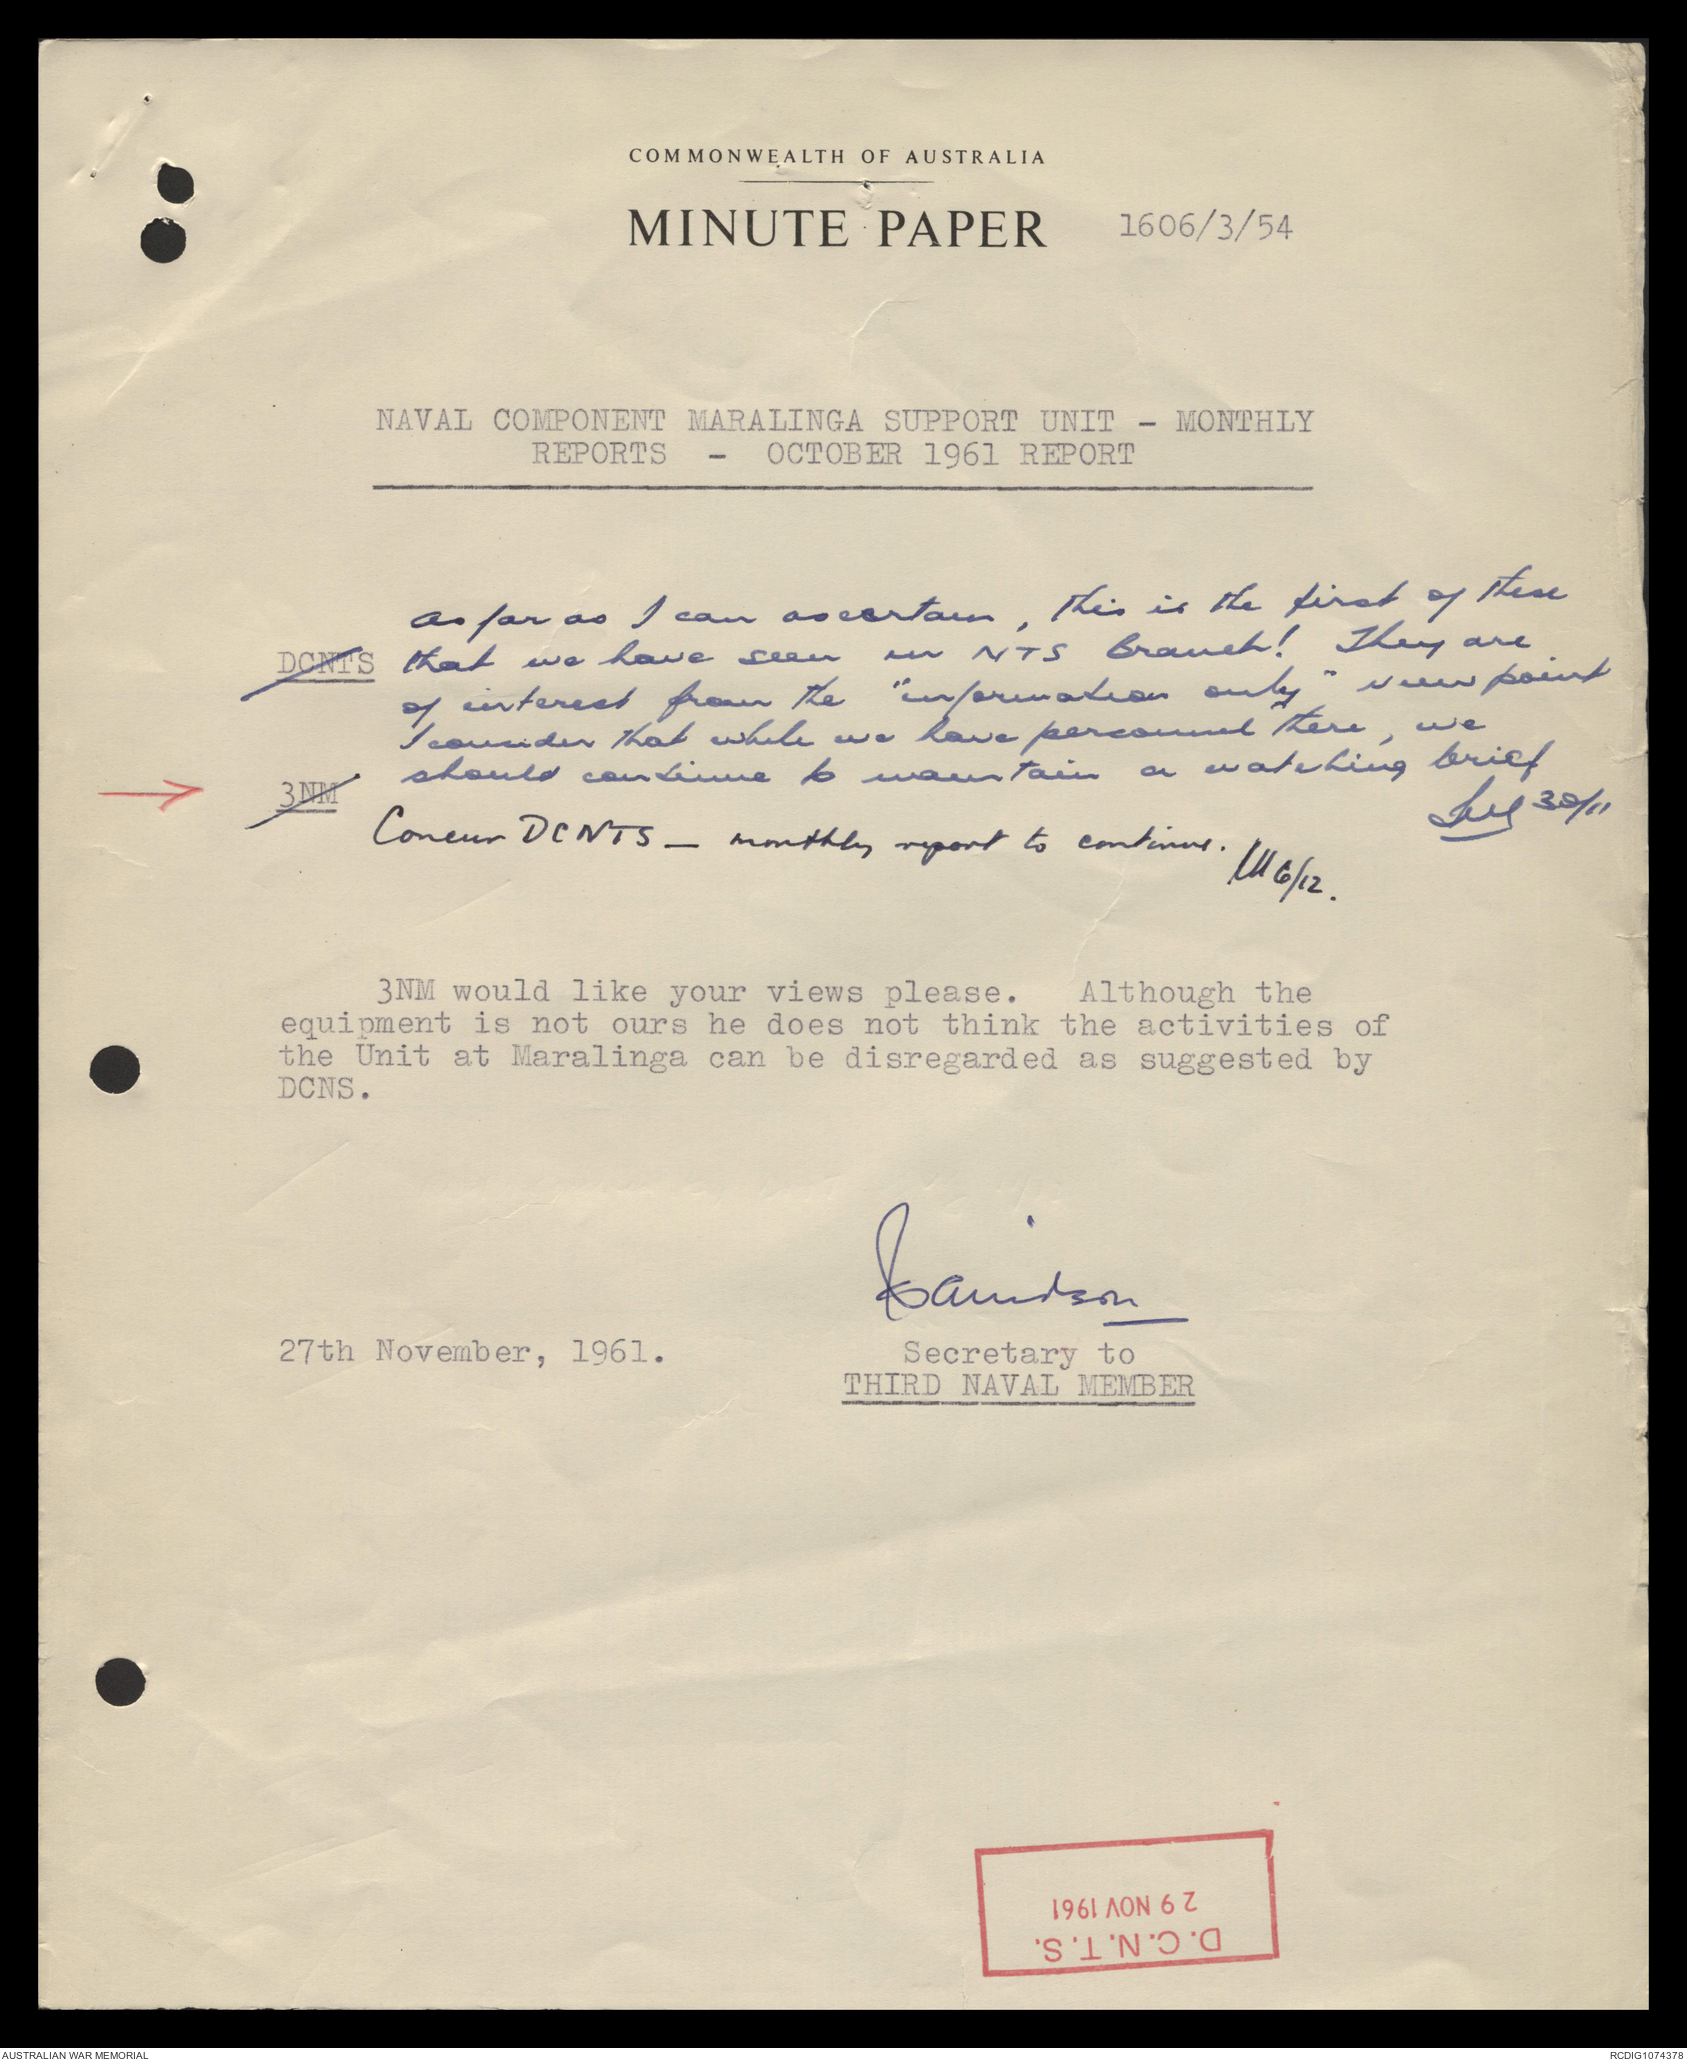 COMMONWEALTH OF AUSTRALIA
MINUTE PAPER 1606/3/54
NAVAL COMPONENT MARALINGA SUPPORT UNIT - MONTHLY
REPORTS - OCTOBER 1961 REPORT
As far as I can ascertain, this is the first of these
DCNTS that we have seen in NTS Branch! They are
of interest from the "information only" view point
I consider that while we have personnel there, we
should continue to maintain a watching brief
3NM
30/11
Concur DCNTS — monthly report to continue.
6/12.
3NM would like your views please. Although the
equipment is not ours he does not think the activities of
the Unit at Maralinga can be disregarded as suggested by
DCNS.
27th November, 1961.
Secretary to
THIRD NAVAL MEMBER
D.C.N.T.S.
29 NOV 1961
AUSTRALIAN WAR MEMORIAL
RCDIG1074378